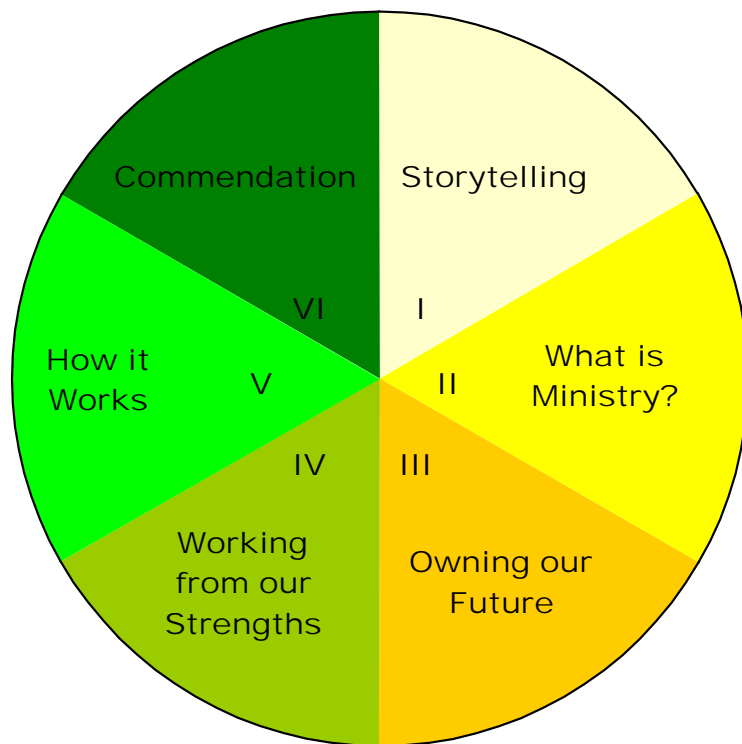 Commendation
Storytelling
VI
I
How it
Works
V
II
What is
Ministry?
IV
III
Working
from our
Strengths
Owning our
Future